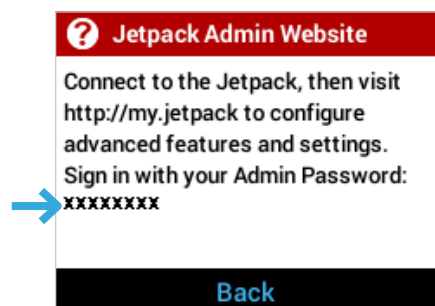 ? Jetpack Admin Website
Connect to the Jetpack, then visit
http://my.jetpack to configure
advanced features and settings.
Sign in with your Admin Password:
xxxxxxxx
Back